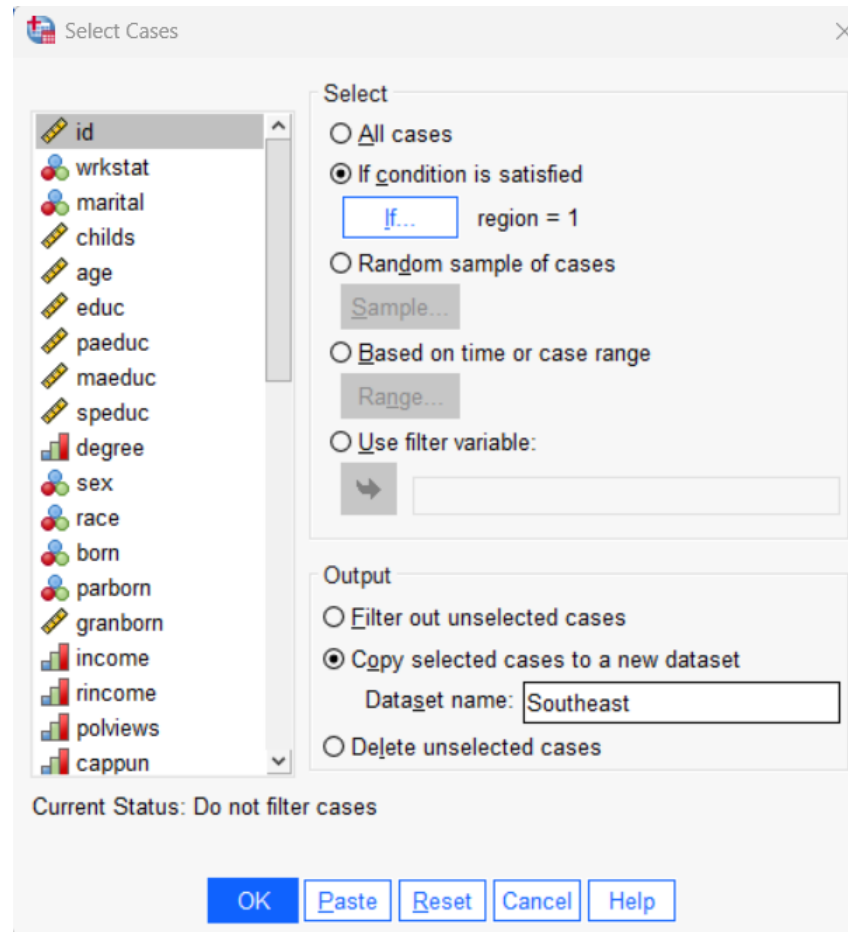 Select Cases
id
wrkstat
marital
childs
age
educ
paeduc
maeduc
speduc
degree
sex
race
born
parborn
granborn
income
rincome
polviews
cappun
Select
All cases
If condition is satisfied
If... region = 1
Random sample of cases
Sample...
Based on time or case range
Range...
Use filter variable:
Output
Filter out unselected cases
Copy selected cases to a new dataset
Dataset name: Southeast
Delete unselected cases
Current Status: Do not filter cases
OK Paste Reset Cancel Help